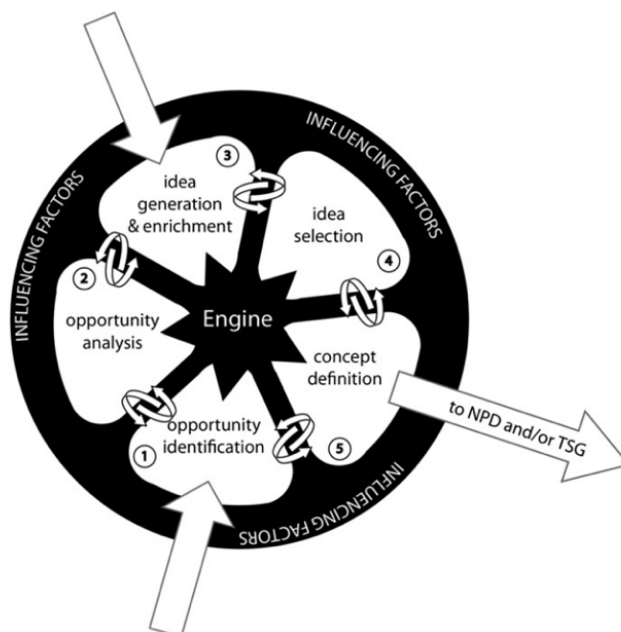 INFLUENCING FACTORS
INFLUENCING FACTORS
3
idea
generation
& enrichment
idea
selection
4
2
opportunity
analysis
Engine
concept
definition
to NPD and/or TSG
1
opportunity
identification
5
INFLUENCING FACTORS